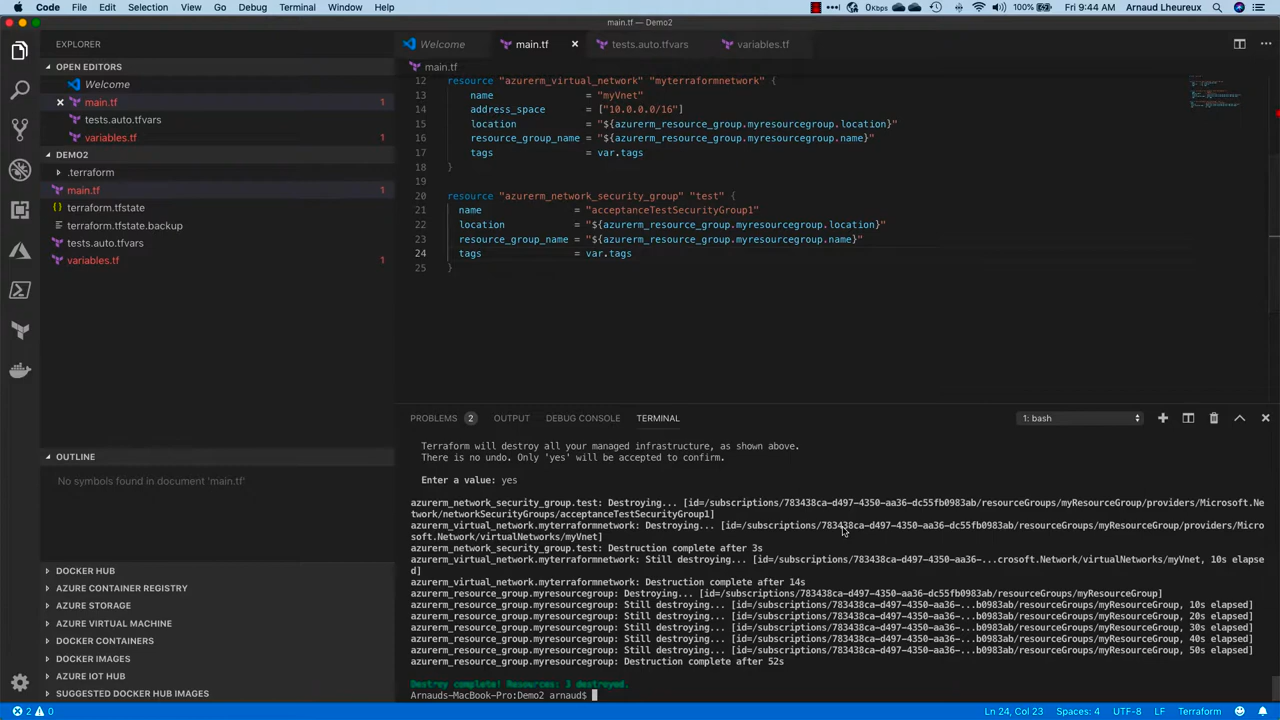 Code File Edit Selection View Go Debug Terminal Window Help
0Kbps 100% Fri 9:44 AM Arnaud Lheureux
main.tf — Demo2
EXPLORER
OPEN EDITORS
Welcome
main.tf 1
tests.auto.tfvars
variables.tf 1
DEMO2
.terraform
main.tf 1
terraform.tfstate
terraform.tfstate.backup
tests.auto.tfvars
variables.tf 1
OUTLINE
No symbols found in document 'main.tf'
DOCKER HUB
AZURE CONTAINER REGISTRY
AZURE STORAGE
AZURE VIRTUAL MACHINE
DOCKER CONTAINERS
DOCKER IMAGES
AZURE IOT HUB
SUGGESTED DOCKER HUB IMAGES
Welcome main.tf tests.auto.tfvars variables.tf
main.tf
12 resource "azurerm_virtual_network" "myterraformnetwork" {
13 name = "myVnet"
14 address_space = ["10.0.0.0/16"]
15 location = "${azurerm_resource_group.myresourcegroup.location}"
16 resource_group_name = "${azurerm_resource_group.myresourcegroup.name}"
17 tags = var.tags
18 }
19
20 resource "azurerm_network_security_group" "test" {
21 name = "acceptanceTestSecurityGroup1"
22 location = "${azurerm_resource_group.myresourcegroup.location}"
23 resource_group_name = "${azurerm_resource_group.myresourcegroup.name}"
24 tags = var.tags
25 }
PROBLEMS 2 OUTPUT DEBUG CONSOLE TERMINAL 1: bash
Terraform will destroy all your managed infrastructure, as shown above.
There is no undo. Only 'yes' will be accepted to confirm.
Enter a value: yes
azurerm_network_security_group.test: Destroying... [id=/subscriptions/783438ca-d497-4350-aa36-dc55fb0983ab/resourceGroups/myResourceGroup/providers/Microsoft.Ne
twork/networkSecurityGroups/acceptanceTestSecurityGroup1]
azurerm_virtual_network.myterraformnetwork: Destroying... [id=/subscriptions/783438ca-d497-4350-aa36-dc55fb0983ab/resourceGroups/myResourceGroup/providers/Micro
soft.Network/virtualNetworks/myVnet]
azurerm_network_security_group.test: Destruction complete after 3s
azurerm_virtual_network.myterraformnetwork: Still destroying... [id=/subscriptions/783438ca-d497-4350-aa36-...crosoft.Network/virtualNetworks/myVnet, 10s elapse
d]
azurerm_virtual_network.myterraformnetwork: Destruction complete after 14s
azurerm_resource_group.myresourcegroup: Destroying... [id=/subscriptions/783438ca-d497-4350-aa36-dc55fb0983ab/resourceGroups/myResourceGroup]
azurerm_resource_group.myresourcegroup: Still destroying... [id=/subscriptions/783438ca-d497-4350-aa36-...b0983ab/resourceGroups/myResourceGroup, 10s elapsed]
azurerm_resource_group.myresourcegroup: Still destroying... [id=/subscriptions/783438ca-d497-4350-aa36-...b0983ab/resourceGroups/myResourceGroup, 20s elapsed]
azurerm_resource_group.myresourcegroup: Still destroying... [id=/subscriptions/783438ca-d497-4350-aa36-...b0983ab/resourceGroups/myResourceGroup, 30s elapsed]
azurerm_resource_group.myresourcegroup: Still destroying... [id=/subscriptions/783438ca-d497-4350-aa36-...b0983ab/resourceGroups/myResourceGroup, 40s elapsed]
azurerm_resource_group.myresourcegroup: Still destroying... [id=/subscriptions/783438ca-d497-4350-aa36-...b0983ab/resourceGroups/myResourceGroup, 50s elapsed]
azurerm_resource_group.myresourcegroup: Destruction complete after 52s
Destroy complete! Resources: 3 destroyed.
Arnauds-MacBook-Pro:Demo2 arnaud$
2 0 Ln 24, Col 23 Spaces: 4 UTF-8 LF Terraform